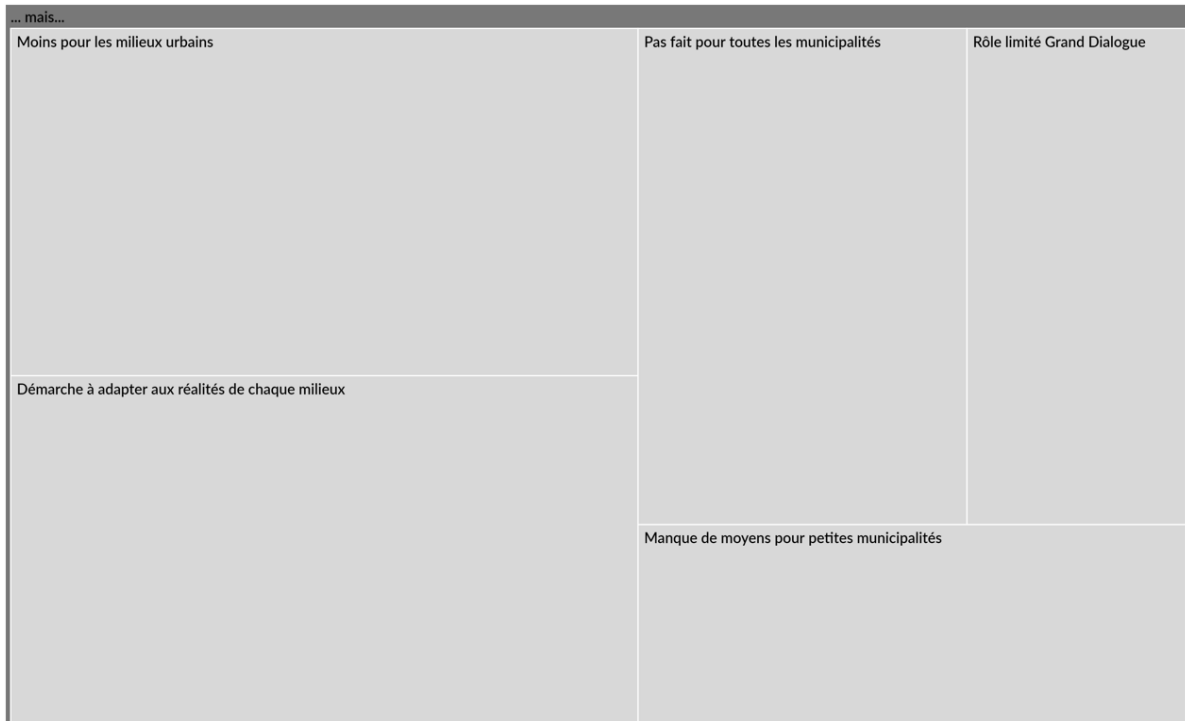 ... mais...
Moins pour les milieux urbains
Pas fait pour toutes les municipalités
Rôle limité Grand Dialogue
Démarche à adapter aux réalités de chaque milieu
Manque de moyens pour petites municipalités